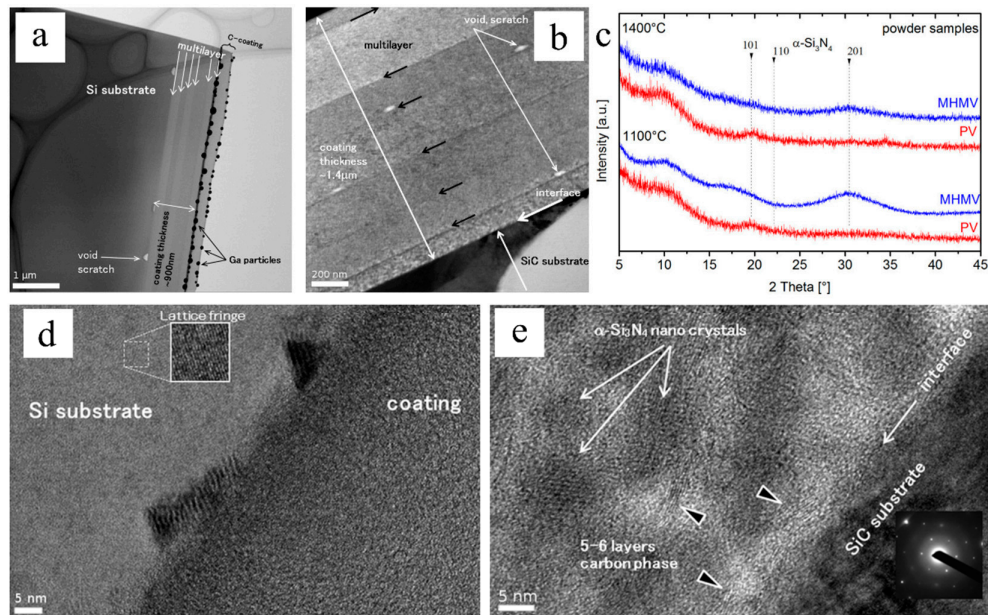 a
multilayer
C-coating
Si substrate
void
scratch
coating thickness
~900nm
Ga particles
1 μm
b
void, scratch
multilayer
coating
thickness
~1.4μm
interface
SiC substrate
200 nm
c
powder samples
1400°C
101
110
α-Si3N4
201
MHMV
PV
1100°C
MHMV
PV
Intensity [a.u.]
5 10 15 20 25 30 35 40 45
2 Theta [°]
d
Lattice fringe
Si substrate
coating
5 nm
e
α-Si3N4 nano crystals
interface
SiC substrate
5-6 layers
carbon phase
5 nm